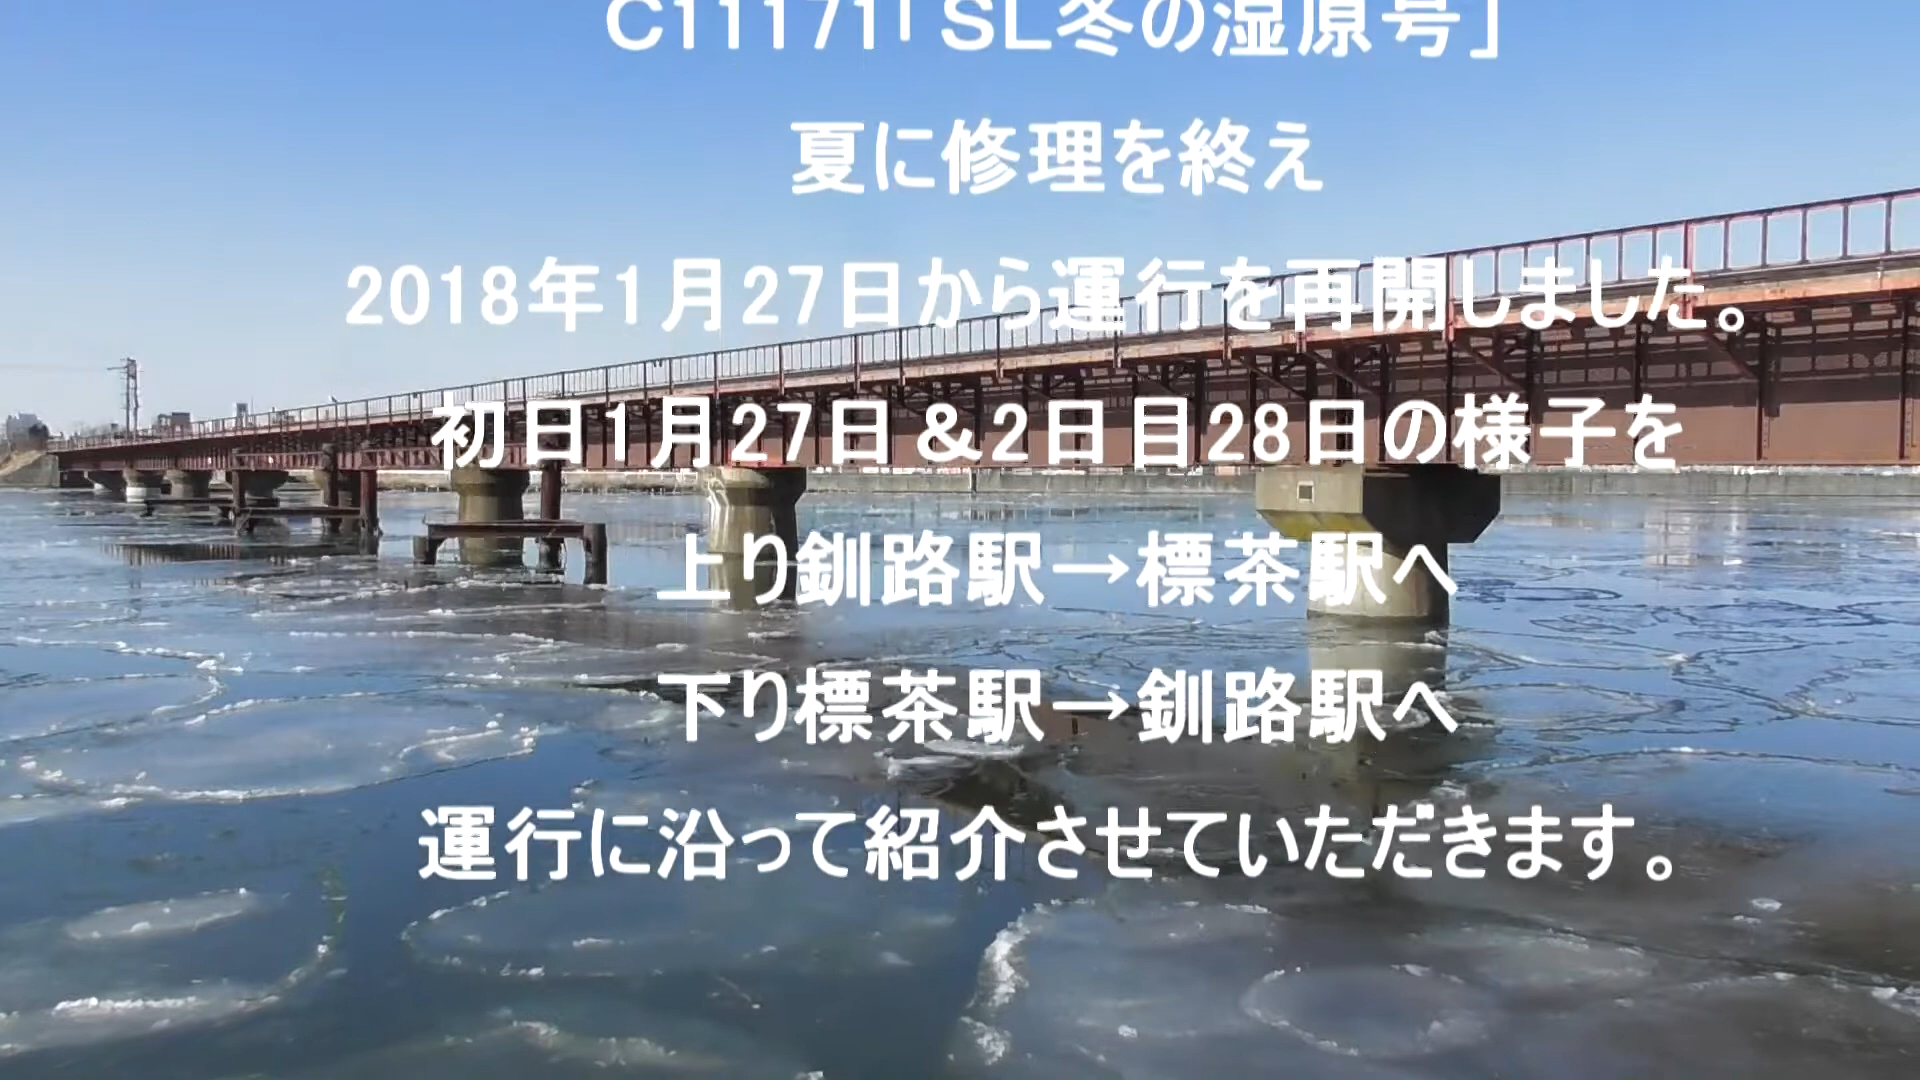 C11171「SL冬の湿原号」
夏に修理を終え
2018年1月27日から運行を再開しました。
初日1月27日&2日目28日の様子を
上り釧路駅→標茶駅へ
下り標茶駅→釧路駅へ
運行に沿って紹介させていただきます。